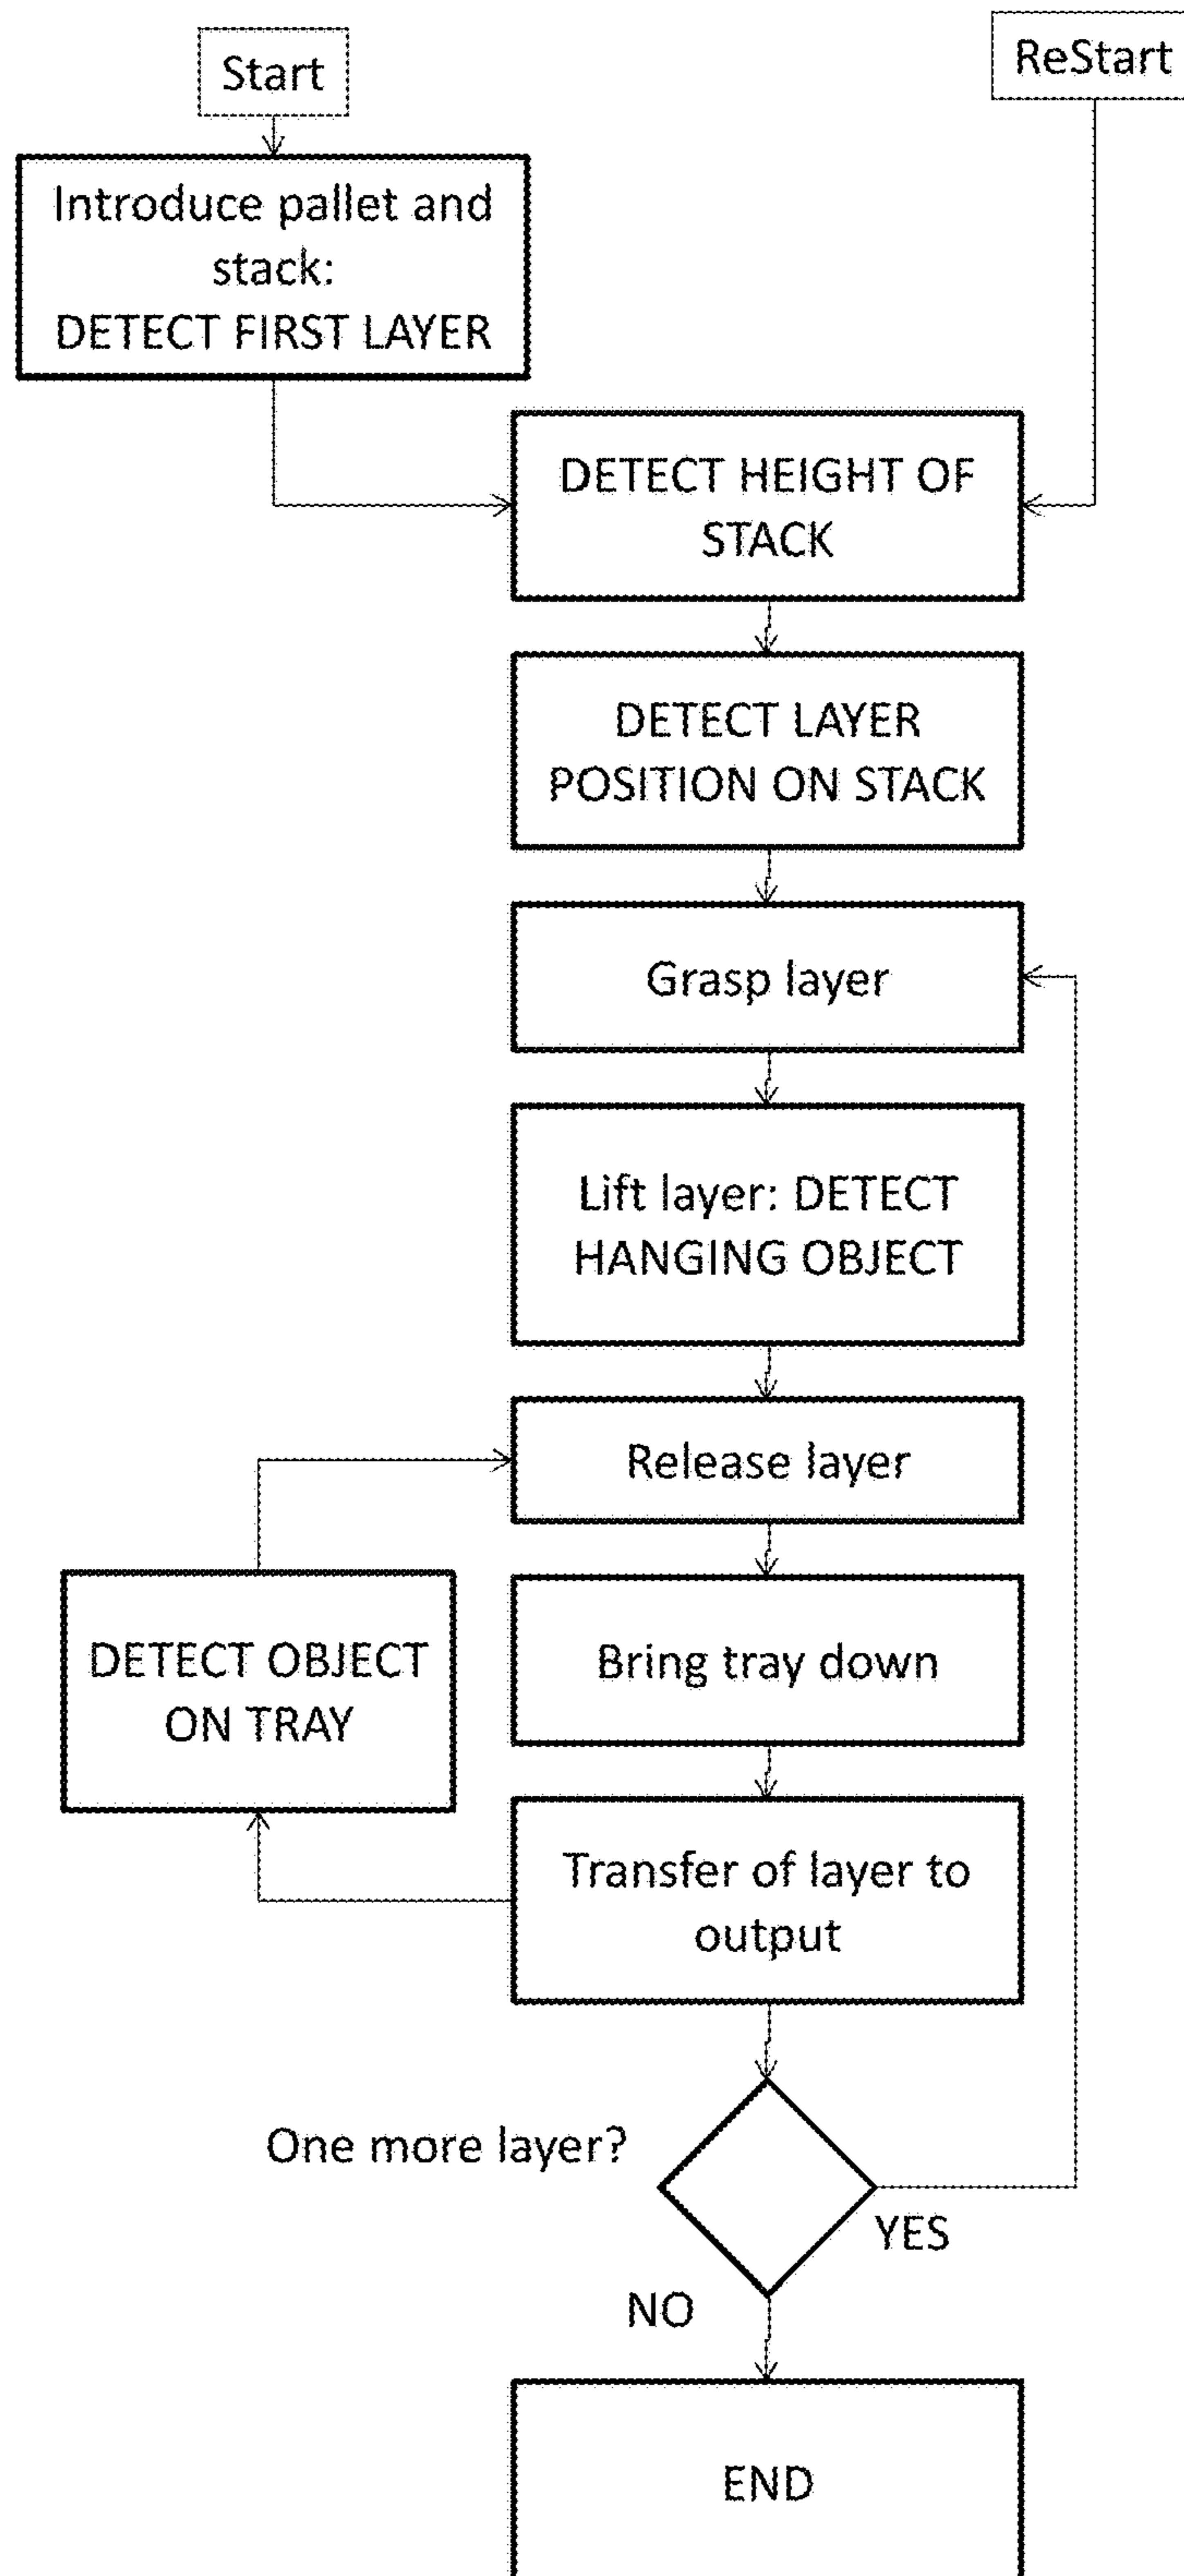 Start
ReStart
Introduce pallet and
stack:
DETECT FIRST LAYER
DETECT HEIGHT OF
STACK
DETECT LAYER
POSITION ON STACK
Grasp layer
Lift layer: DETECT
HANGING OBJECT
Release layer
DETECT OBJECT
ON TRAY
Bring tray down
Transfer of layer to
output
One more layer?
YES
NO
END